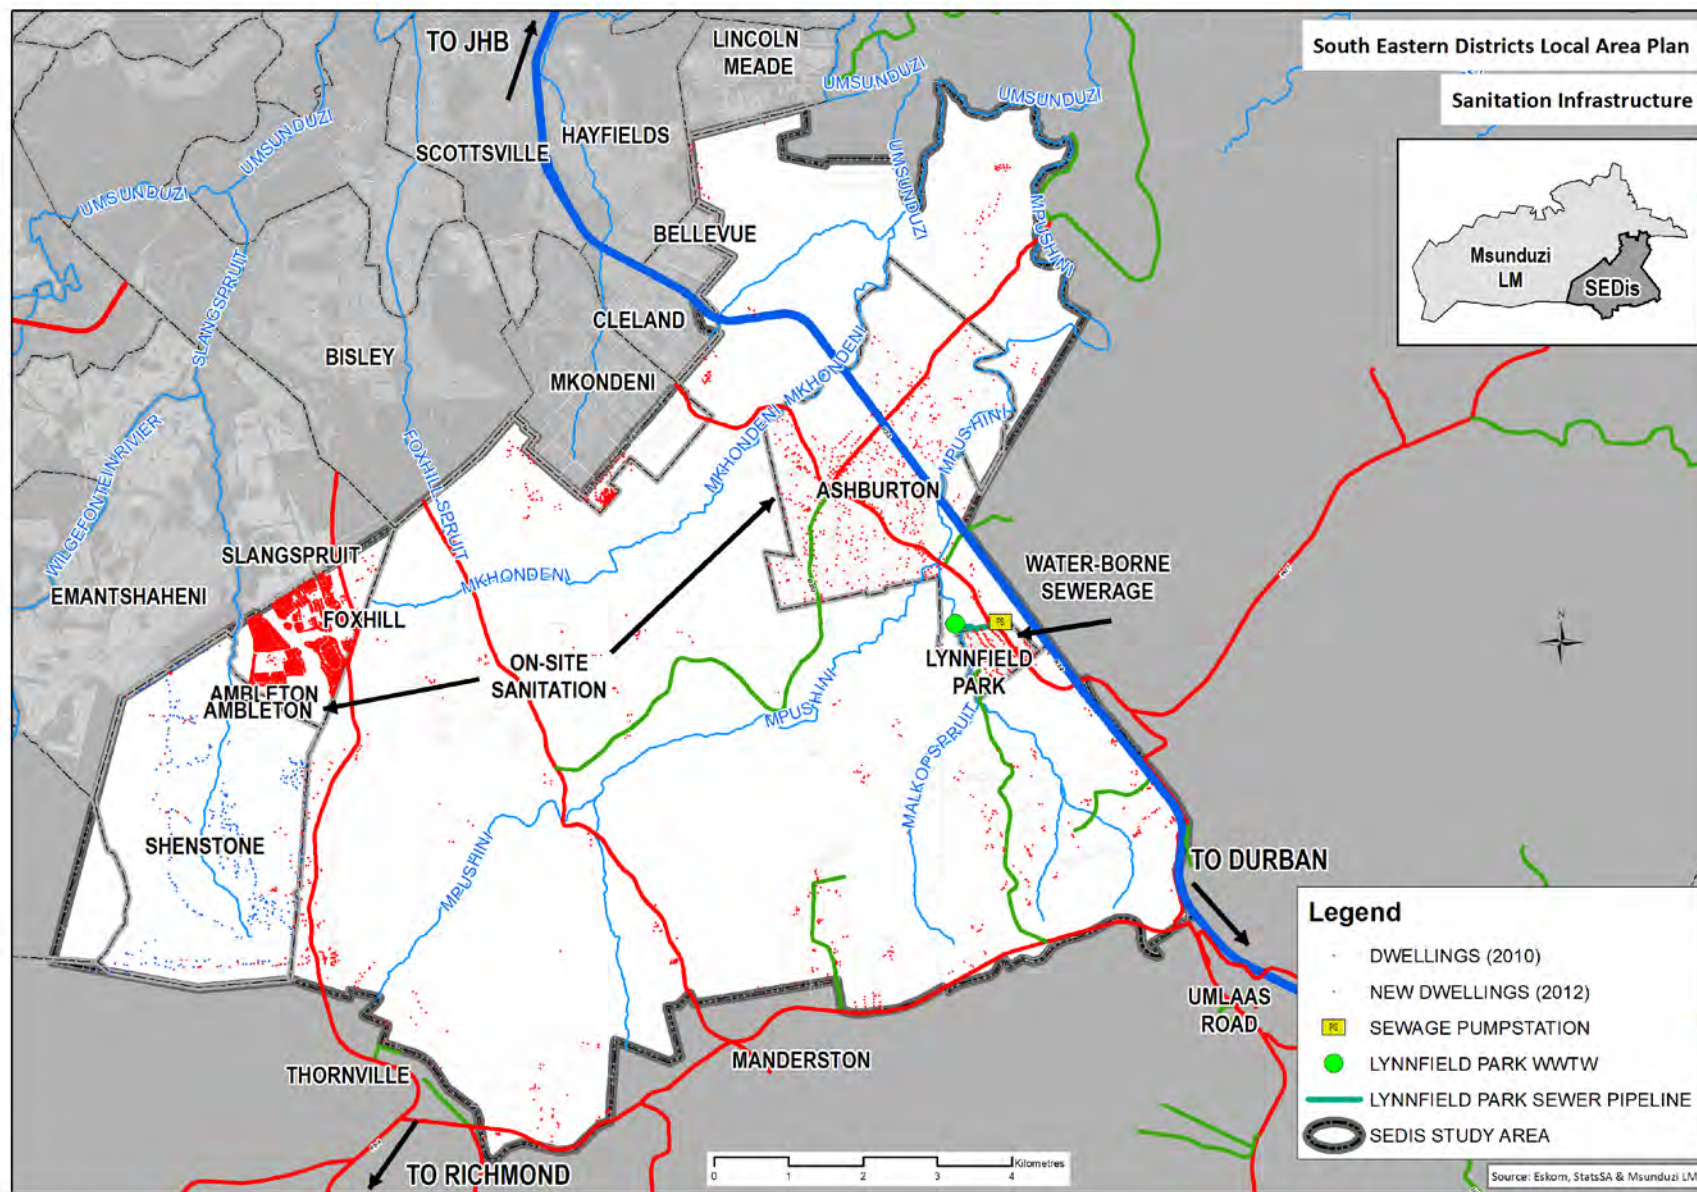 South Eastern Districts Local Area Plan
Sanitation Infrastructure
Msunduzi
LM
SEDis
TO JHB
LINCOLN
MEADE
UMSUNDUZI
UMSUNDUZI
HAYFIELDS
SCOTTSVILLE
UMSUNDUZI
UMSUNDUZI
UMSUNDUZI
MPUSHINI
BELLEVUE
SLANGSPRUIT
CLELAND
BISLEY
MKONDENI
MKHONDENI
MKHONDENI
MPUSHINI
WILGEFONTEINRIVIER
FOXHILL SPRUIT
ASHBURTON
SLANGSPRUIT
MKHONDENI
EMANTSHAHENI
FOXHILL
WATER-BORNE
SEWERAGE
PS
ON-SITE
SANITATION
LYNNFIELD
PARK
AMBLETON
AMBLETON
MPUSHINI
MALKOPSPRUIT
SHENSTONE
MPUSHINI
TO DURBAN
UMLAAS
ROAD
THORNVILLE
MANDERSTON
TO RICHMOND
N
Legend
DWELLINGS (2010)
NEW DWELLINGS (2012)
PS SEWAGE PUMPSTATION
LYNNFIELD PARK WWTW
LYNNFIELD PARK SEWER PIPELINE
SEDIS STUDY AREA
Kilometres
0 1 2 3 4
Source: Eskom, StatsSA & Msunduzi LM